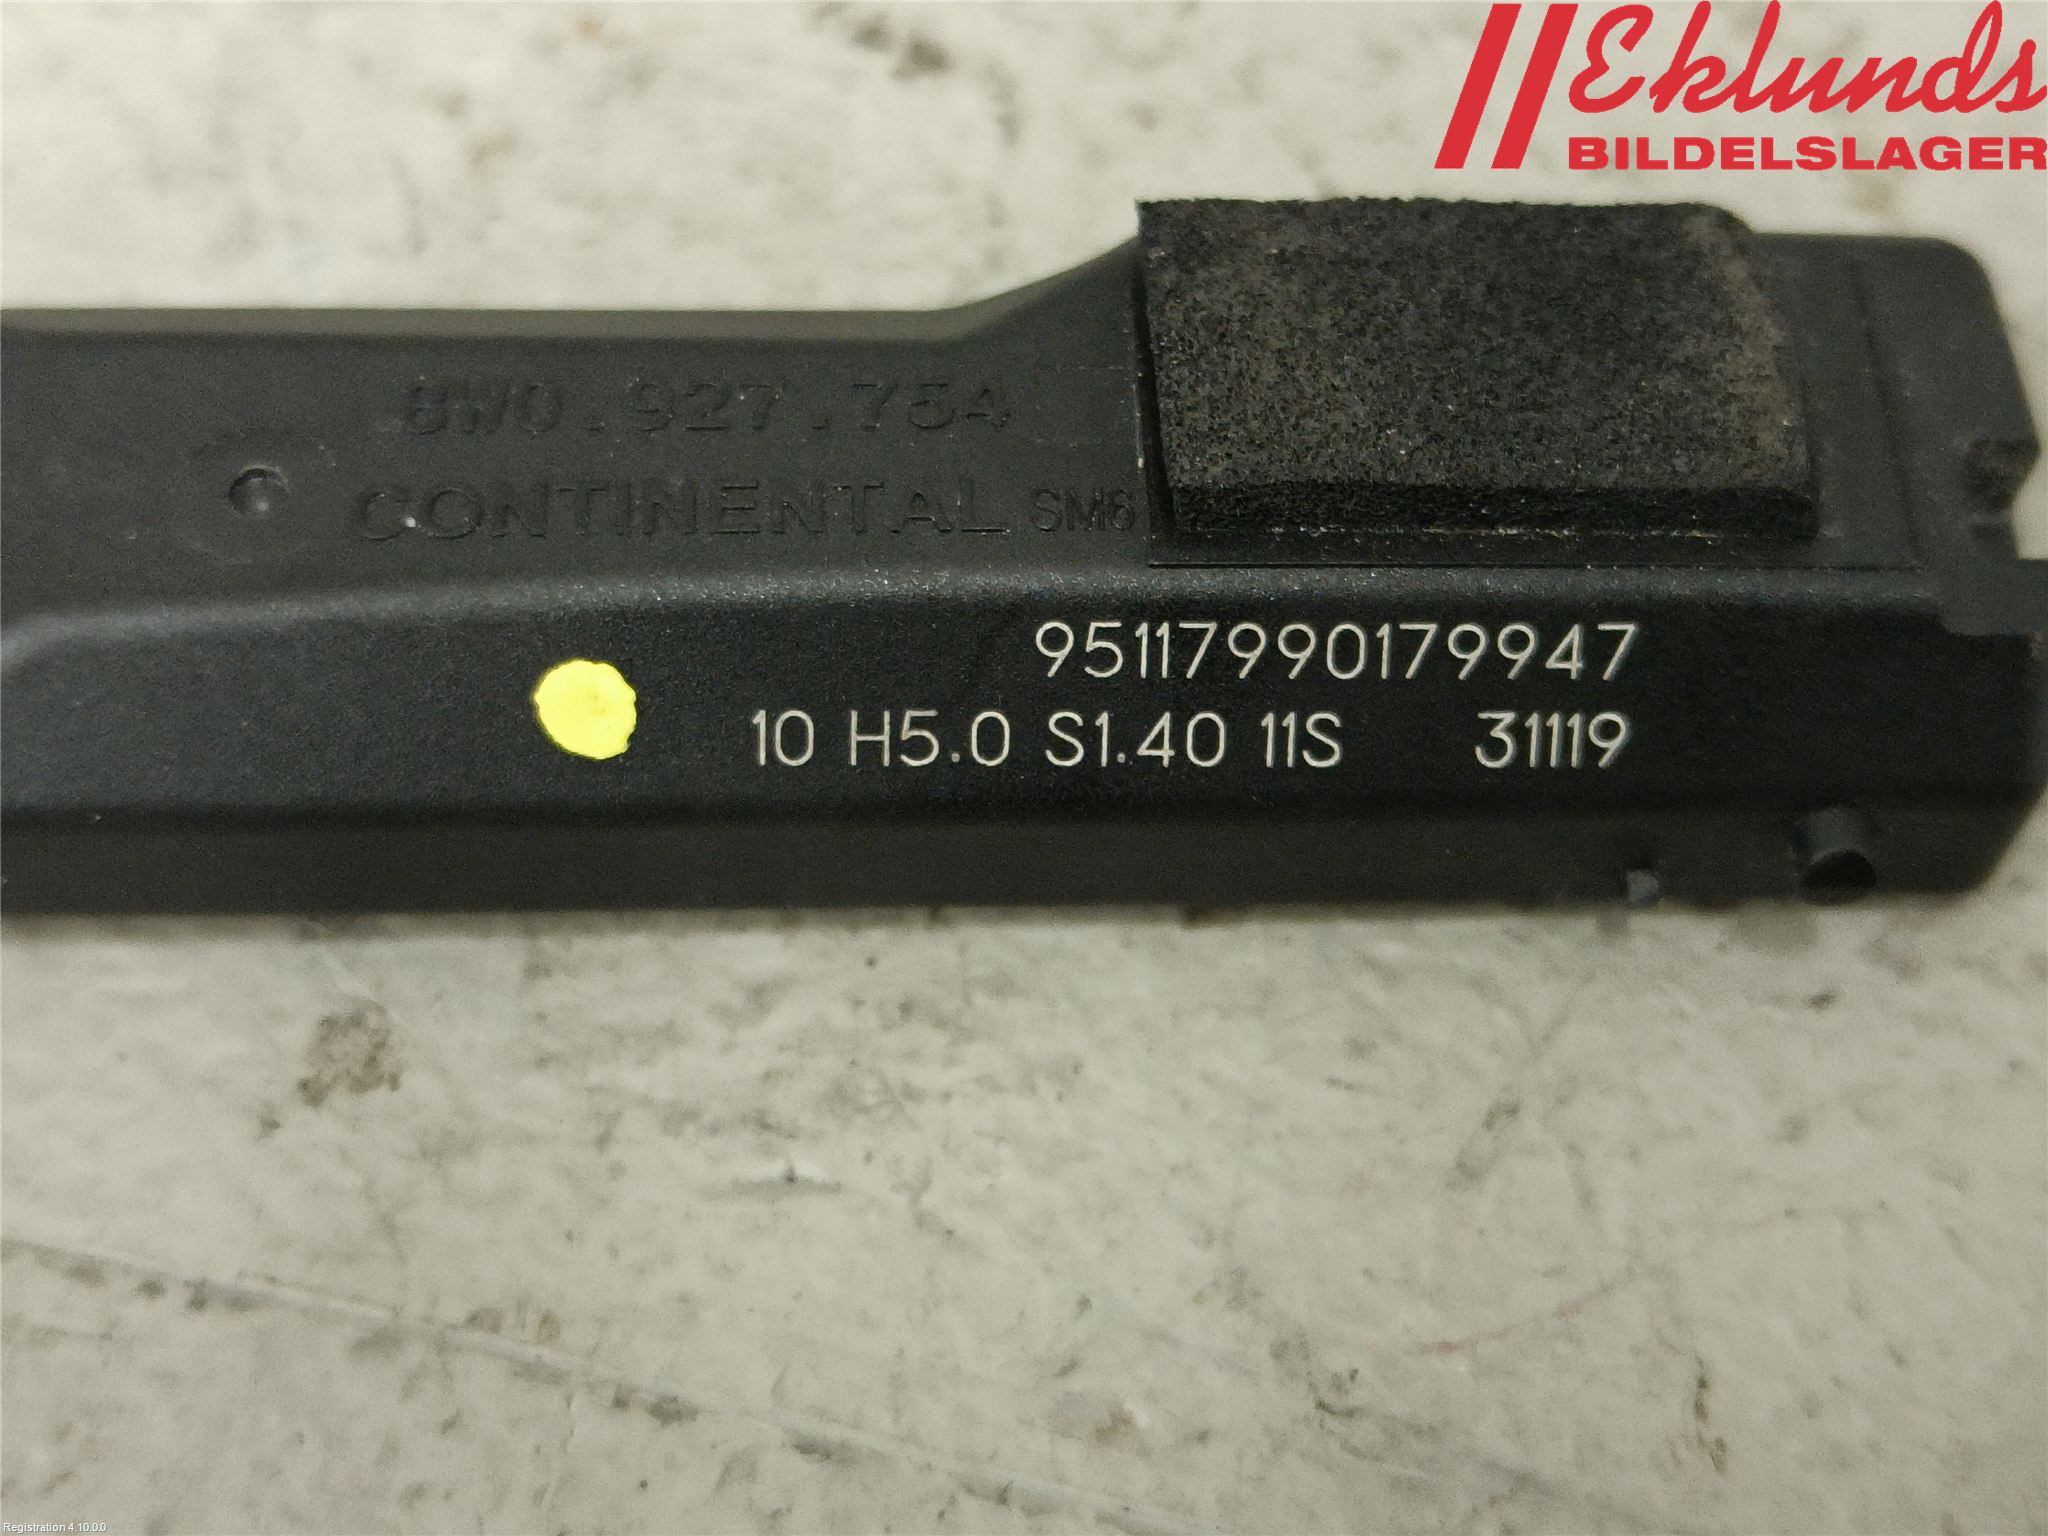 Eklunds
BILDELSLAGER
8W0.927.754
CONTINENTAL SM6
95117990179947
10 H5.0 S1.40 11S 31119
Registration 4.10.0.0